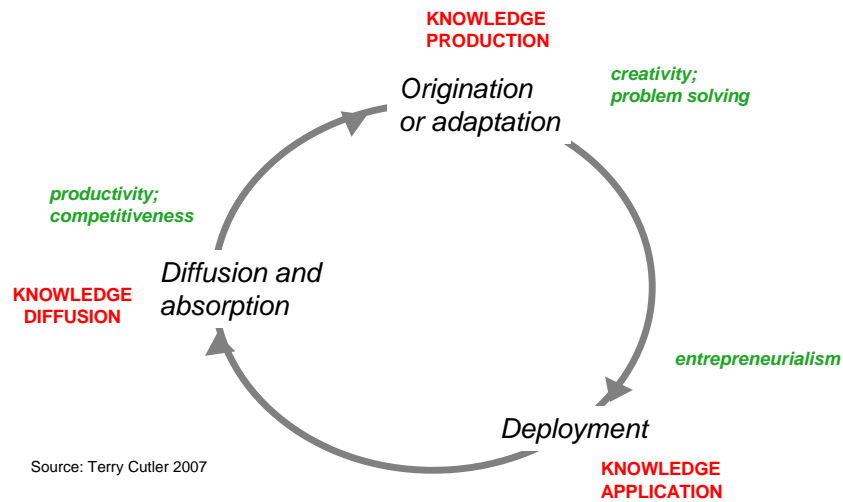 KNOWLEDGE
PRODUCTION
creativity;
problem solving
Origination
or adaptation
productivity;
competitiveness
Diffusion and
absorption
KNOWLEDGE
DIFFUSION
entrepreneurialism
Deployment
KNOWLEDGE
APPLICATION
Source: Terry Cutler 2007